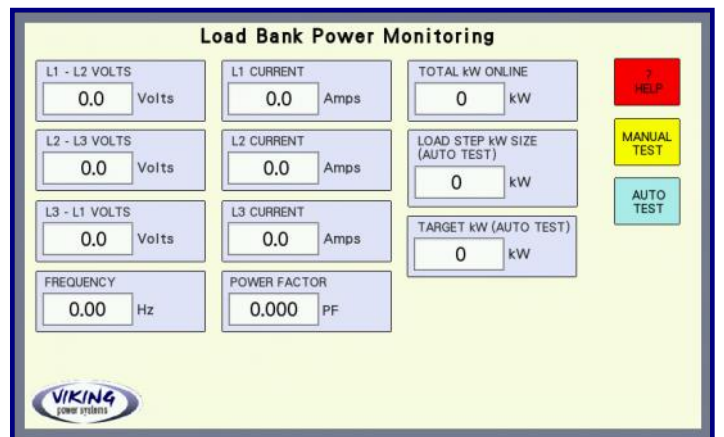 Load Bank Power Monitoring
L1 - L2 VOLTS
0.0 Volts
L2 - L3 VOLTS
0.0 Volts
L3 - L1 VOLTS
0.0 Volts
FREQUENCY
0.00 Hz
L1 CURRENT
0.0 Amps
L2 CURRENT
0.0 Amps
L3 CURRENT
0.0 Amps
POWER FACTOR
0.000 PF
TOTAL kW ONLINE
0 kW
LOAD STEP kW SIZE
(AUTO TEST)
0 kW
TARGET kW (AUTO TEST)
0 kW
?
HELP
MANUAL
TEST
AUTO
TEST
VIKING
power systems